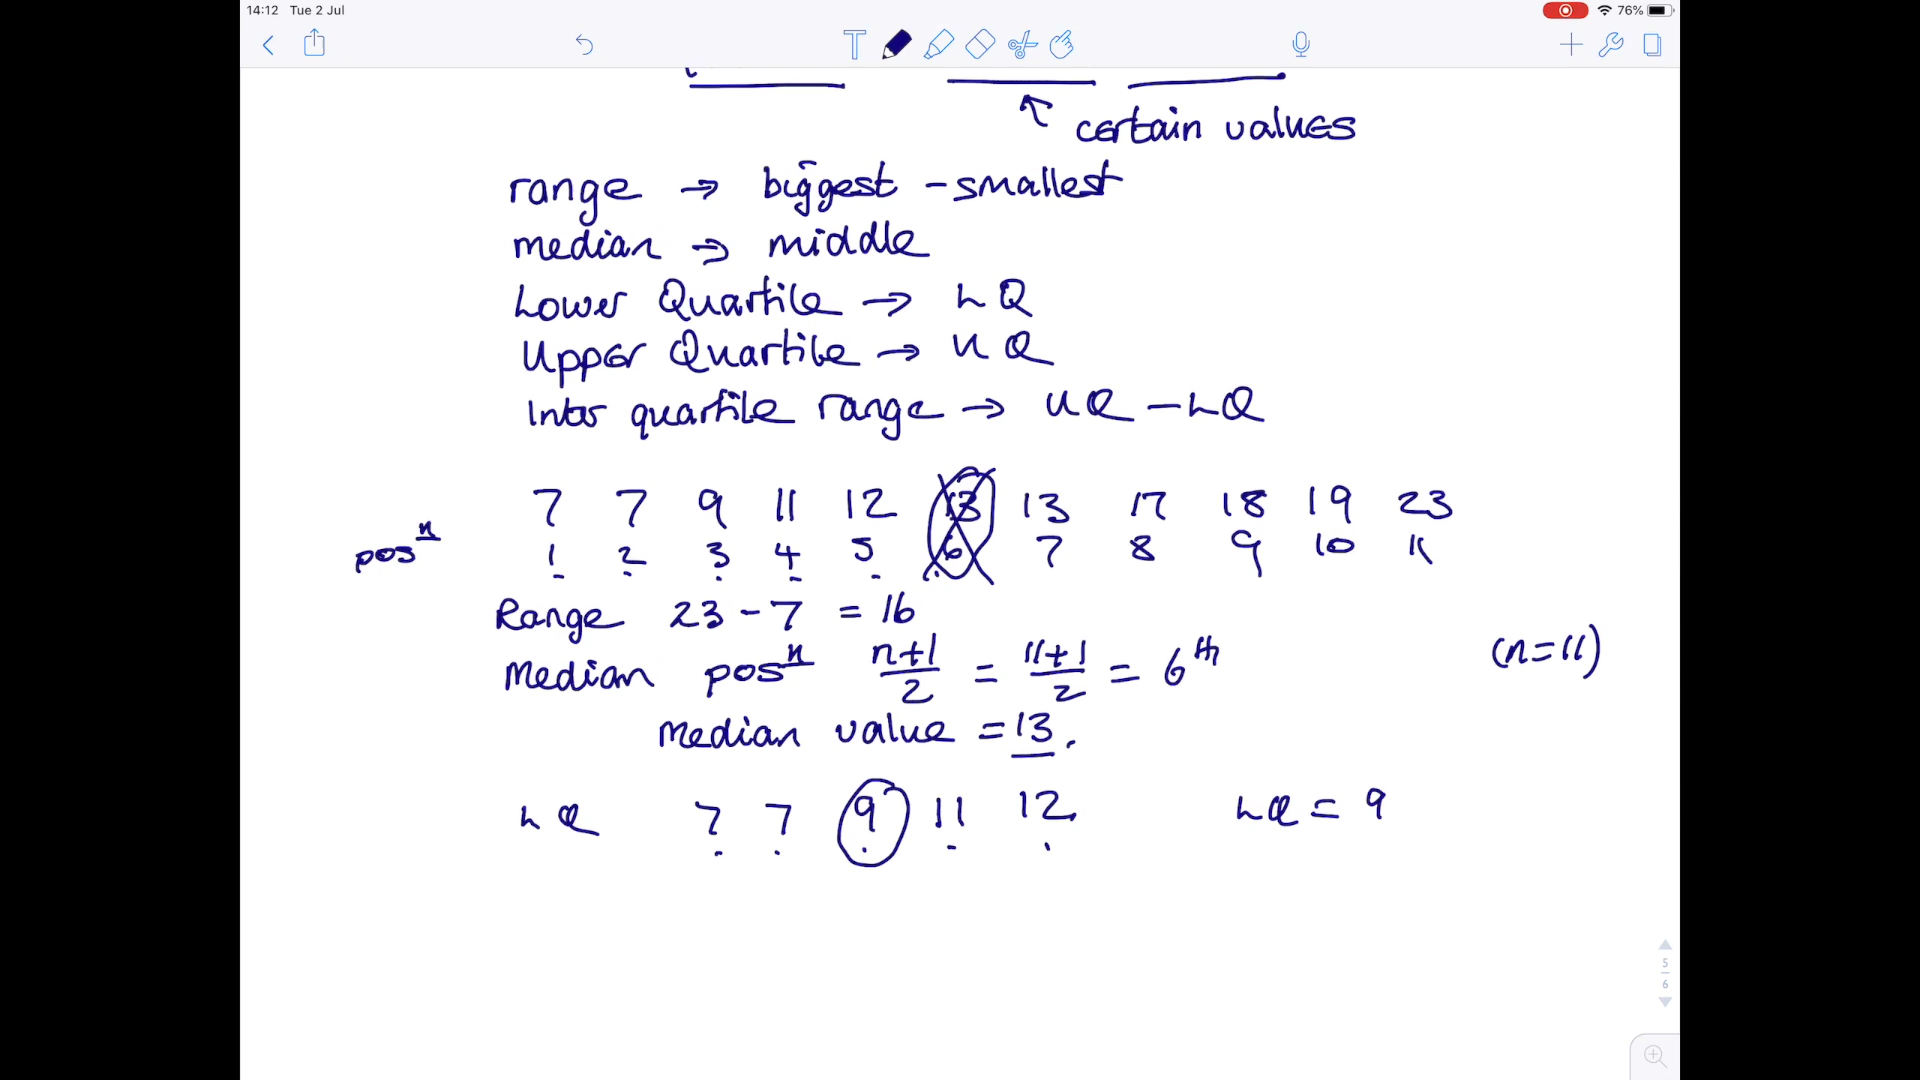 14:12 Tue 2 Jul 76%
T
certain values
range → biggest - smallest
median → middle
Lower Quartile → LQ
Upper Quartile → UQ
Inter quartile range → UQ - LQ
7 7 9 11 12 13 13 17 18 19 23
posⁿ 1 2 3 4 5 6 7 8 9 10 11
Range 23 - 7 = 16
Median posⁿ n+1/2 = 11+1/2 = 6th (n=11)
Median value = 13.
LQ 7 7 9 11 12 LQ = 9
5
6